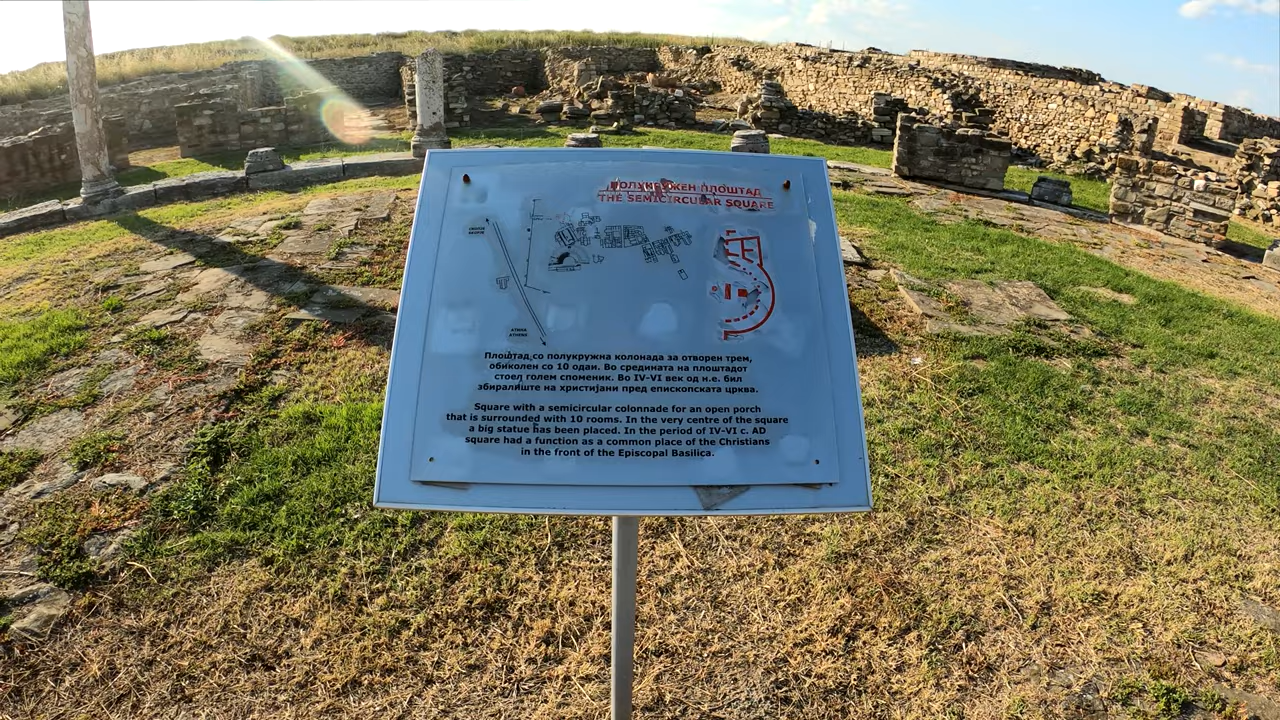 ПОЛУКРУЖЕН ПЛОШТАД
THE SEMICIRCULAR SQUARE
СКОПЈЕ
SKOPJE
АТИНА
ATHENS
Плоштад со полукружна колонада за отворен трем,
обиколен со 10 одаи. Во средината на плоштадот
стоел голем споменик. Во IV-VI век од н.е. бил
збиралиште на христијани пред епископската црква.
Square with a semicircular colonnade for an open porch
that is surrounded with 10 rooms. In the very centre of the square
a big statue has been placed. In the period of IV-VI c. AD
square had a function as a common place of the Christians
in the front of the Episcopal Basilica.